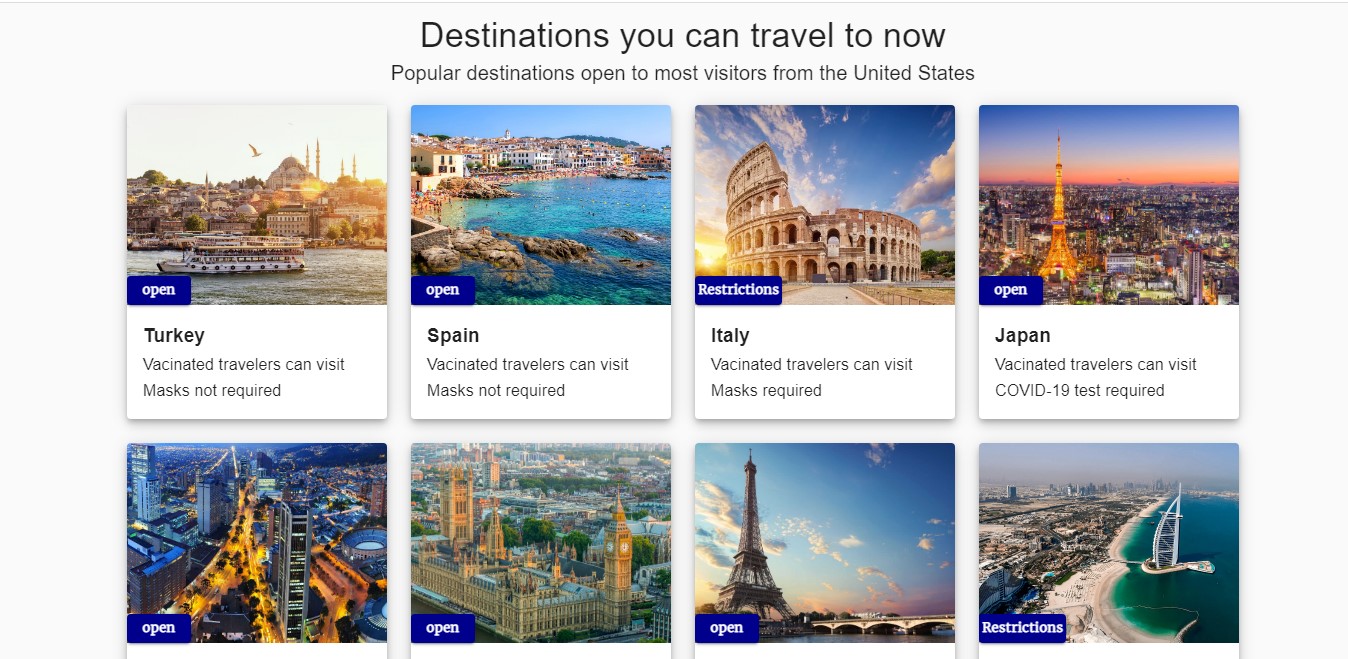 Destinations you can travel to now
Popular destinations open to most visitors from the United States
open
open
Restrictions
open
Turkey
Vacinated travelers can visit
Masks not required
Spain
Vacinated travelers can visit
Masks not required
Italy
Vacinated travelers can visit
Masks required
Japan
Vacinated travelers can visit
COVID-19 test required
open
open
open
Restrictions